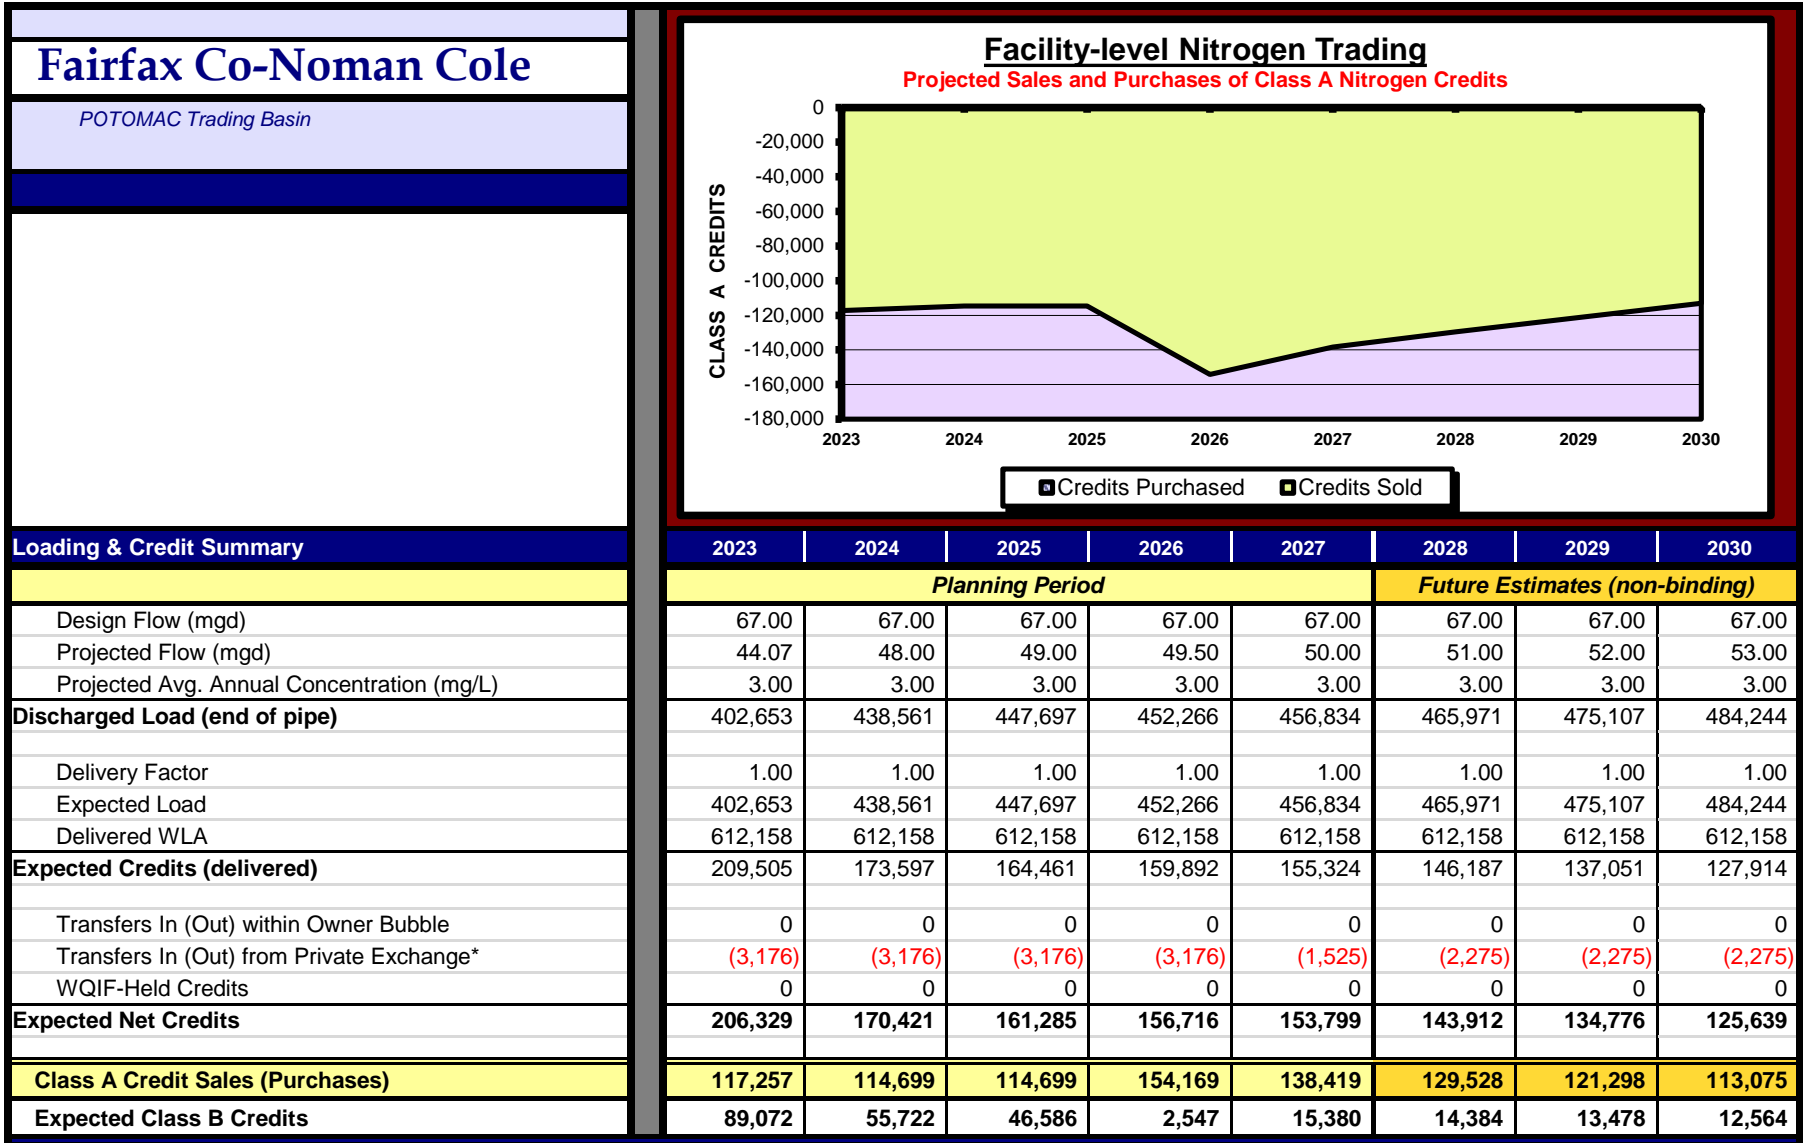 Fairfax Co-Noman Cole
POTOMAC Trading Basin
Facility-level Nitrogen Trading
Projected Sales and Purchases of Class A Nitrogen Credits
CLASS A CREDITS
0
-20,000
-40,000
-60,000
-80,000
-100,000
-120,000
-140,000
-160,000
-180,000
2023 2024 2025 2026 2027 2028 2029 2030
Credits Purchased Credits Sold
Loading & Credit Summary 2023 2024 2025 2026 2027 2028 2029 2030
Planning Period Future Estimates (non-binding)
Design Flow (mgd) 67.00 67.00 67.00 67.00 67.00 67.00 67.00 67.00
Projected Flow (mgd) 44.07 48.00 49.00 49.50 50.00 51.00 52.00 53.00
Projected Avg. Annual Concentration (mg/L) 3.00 3.00 3.00 3.00 3.00 3.00 3.00 3.00
Discharged Load (end of pipe) 402,653 438,561 447,697 452,266 456,834 465,971 475,107 484,244
Delivery Factor 1.00 1.00 1.00 1.00 1.00 1.00 1.00 1.00
Expected Load 402,653 438,561 447,697 452,266 456,834 465,971 475,107 484,244
Delivered WLA 612,158 612,158 612,158 612,158 612,158 612,158 612,158 612,158
Expected Credits (delivered) 209,505 173,597 164,461 159,892 155,324 146,187 137,051 127,914
Transfers In (Out) within Owner Bubble 0 0 0 0 0 0 0 0
Transfers In (Out) from Private Exchange* (3,176) (3,176) (3,176) (3,176) (1,525) (2,275) (2,275) (2,275)
WQIF-Held Credits 0 0 0 0 0 0 0 0
Expected Net Credits 206,329 170,421 161,285 156,716 153,799 143,912 134,776 125,639
Class A Credit Sales (Purchases) 117,257 114,699 114,699 154,169 138,419 129,528 121,298 113,075
Expected Class B Credits 89,072 55,722 46,586 2,547 15,380 14,384 13,478 12,564